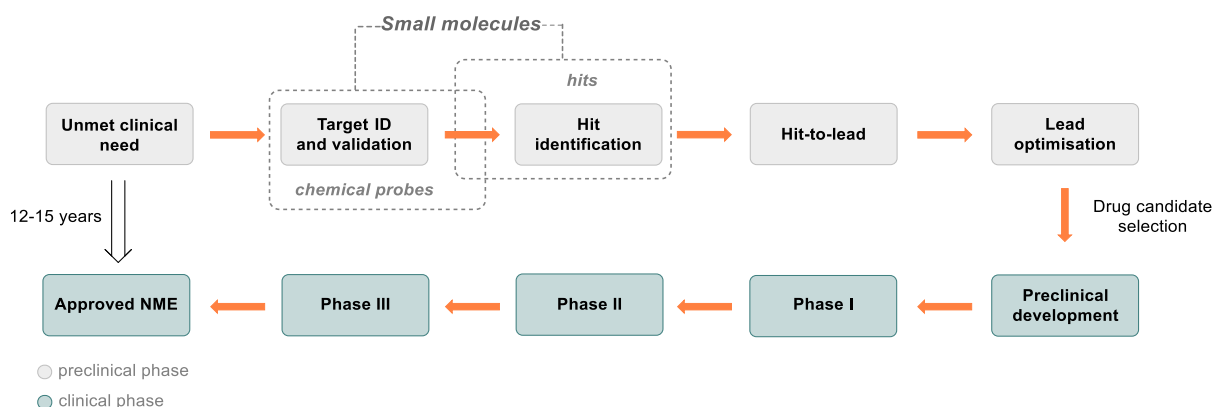 Small molecules
hits
Unmet clinical
need
Target ID
and validation
Hit
identification
Hit-to-lead
Lead
optimisation
chemical probes
12-15 years
Drug candidate
selection
Approved NME
Phase III
Phase II
Phase I
Preclinical
development
preclinical phase
clinical phase